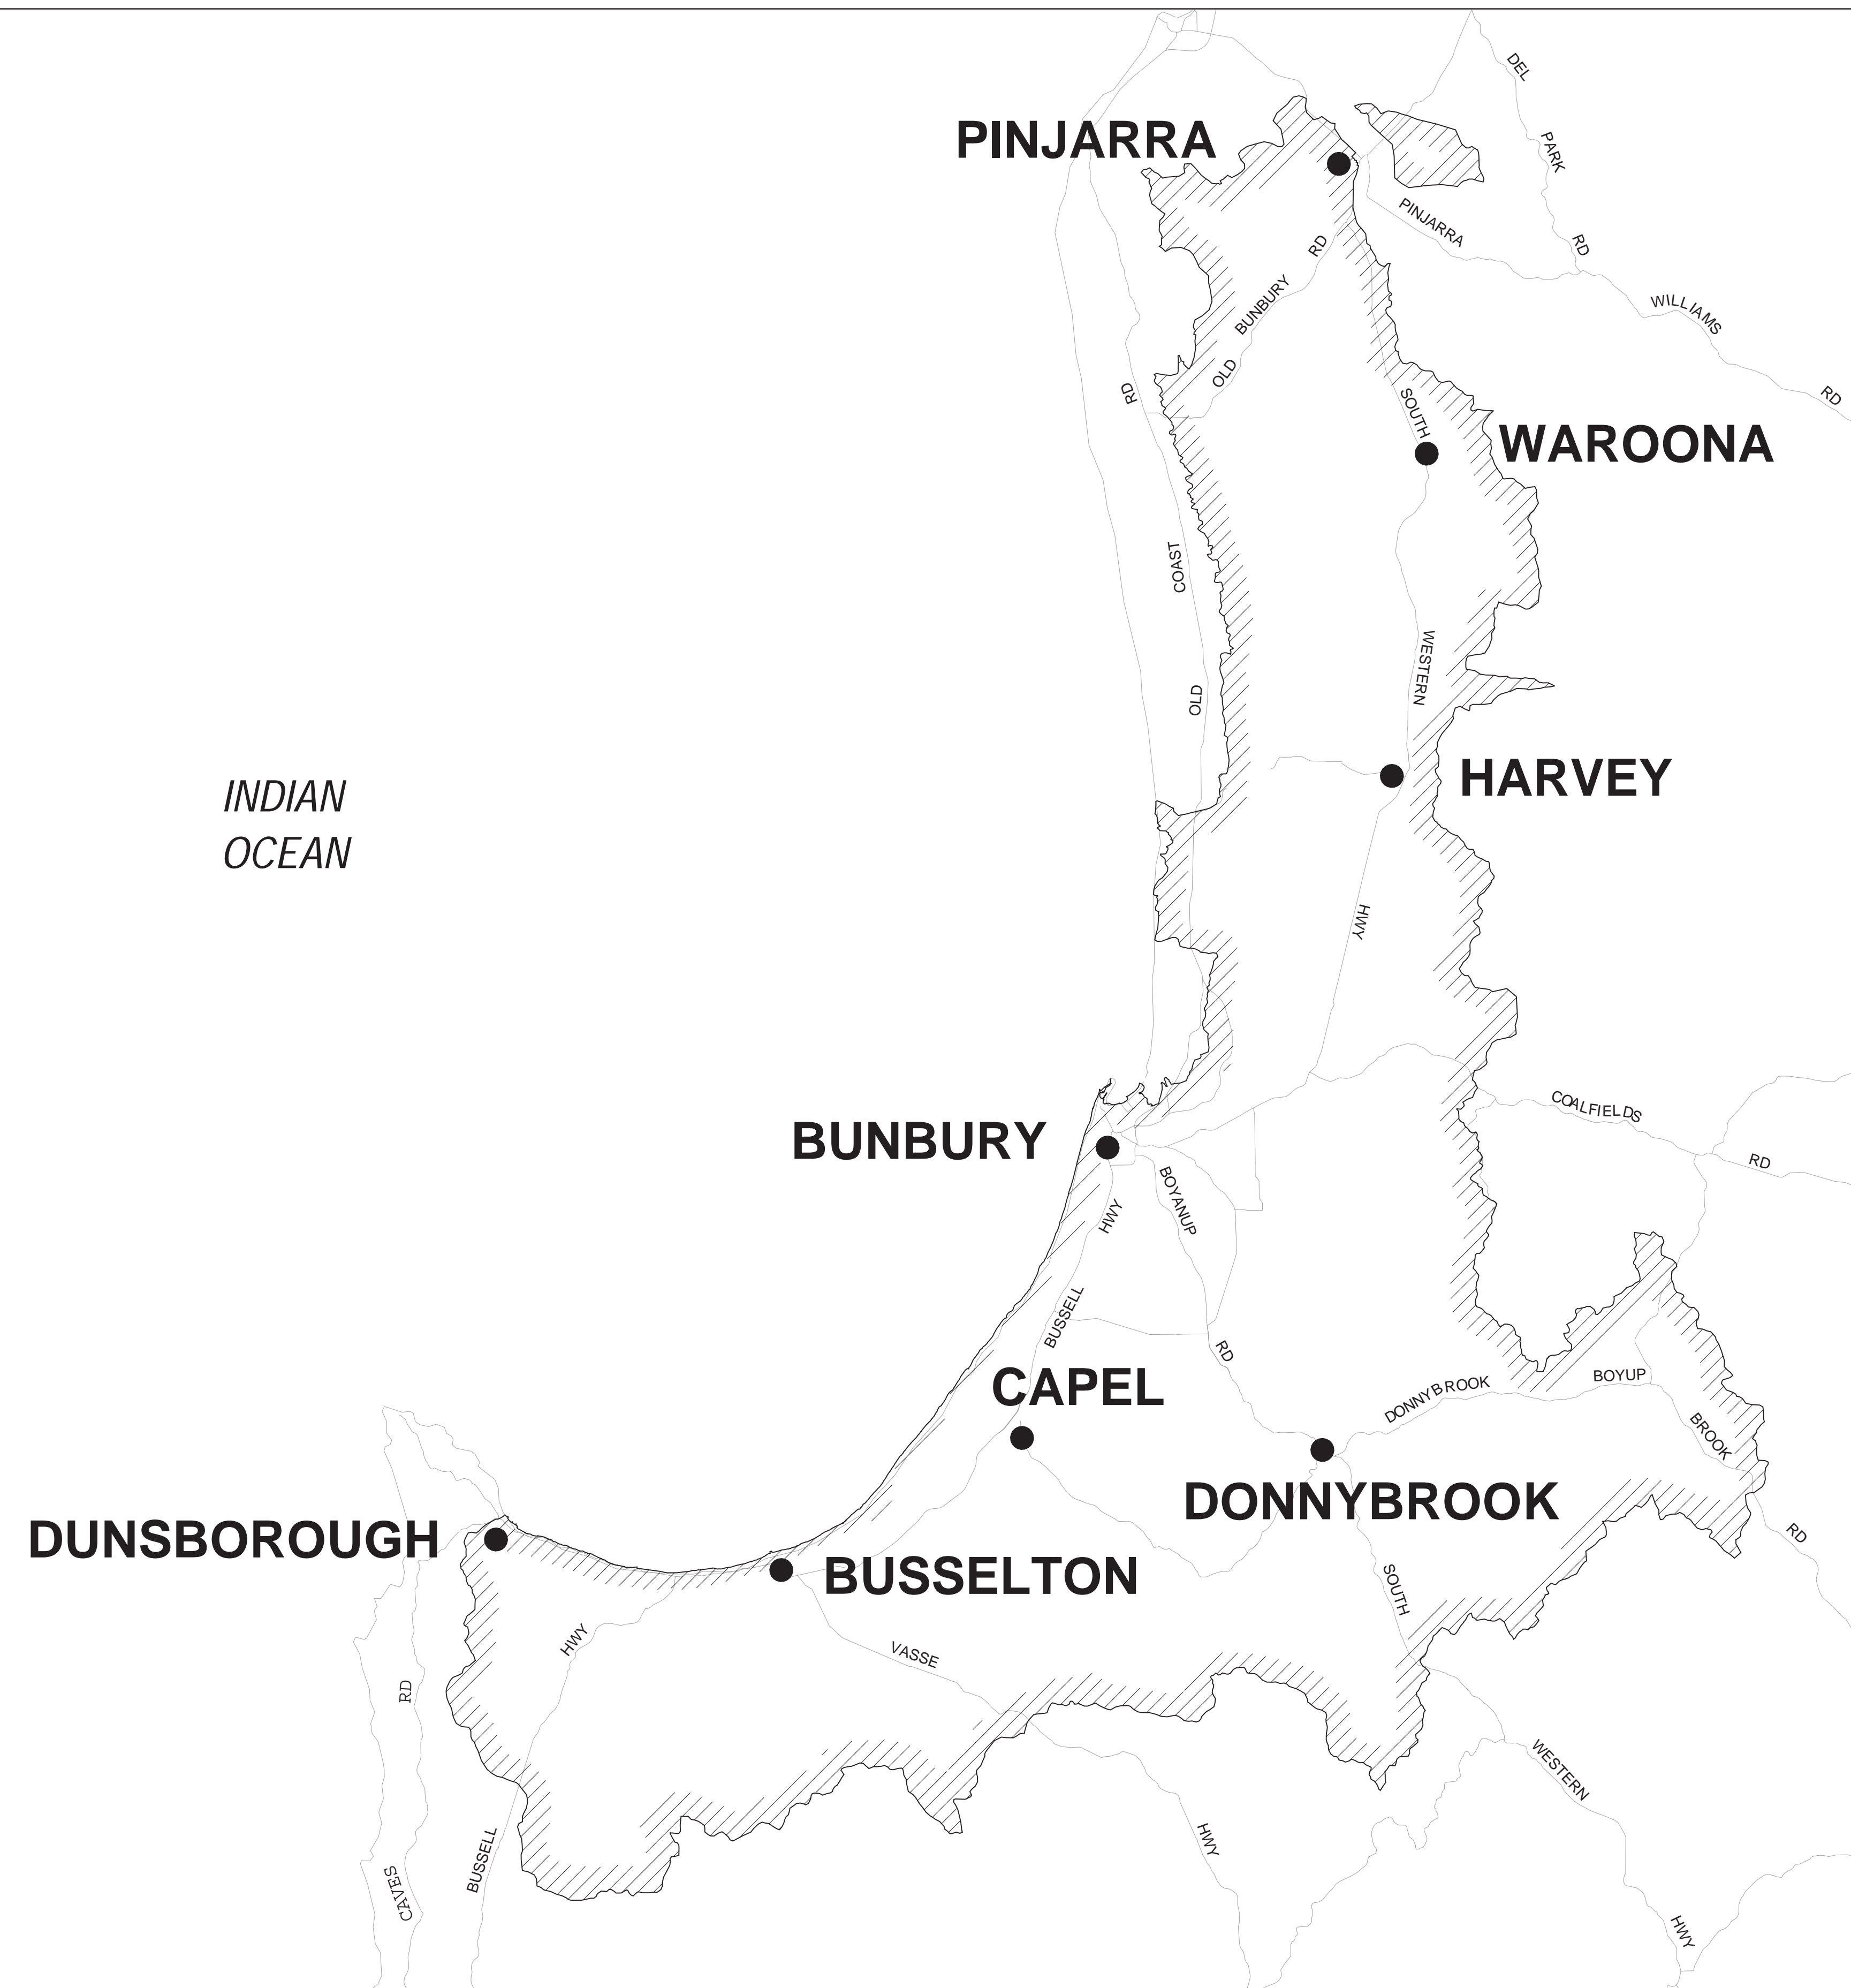 DEL
PARK
RD
PINJARRA
PINJARRA
WILLIAMS
RD
OLD
BUNBURY
RD
RD
COAST
OLD
SOUTH
WAROONA
WESTERN
HARVEY
HWY
INDIAN
OCEAN
COALFIELDS
RD
BUNBURY
BOYANUP
RD
HWY
BUSSELL
CAPEL
DONNYBROOK
BOYUP
BROOK
RD
DONNYBROOK
DUNSBOROUGH
BUSSELTON
SOUTH
WESTERN
HWY
HWY
VASSE
HWY
RD
CAVES
BUSSELL